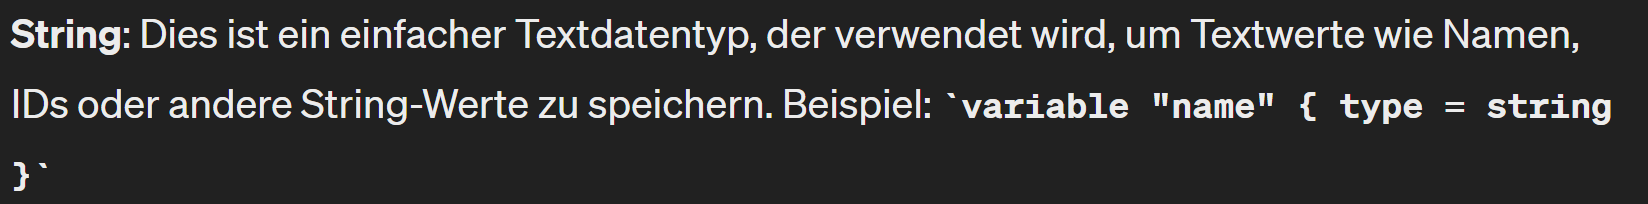 String: Dies ist ein einfacher Textdatentyp, der verwendet wird, um Textwerte wie Namen,
IDs oder andere String-Werte zu speichern. Beispiel: `variable "name" { type = string
}`